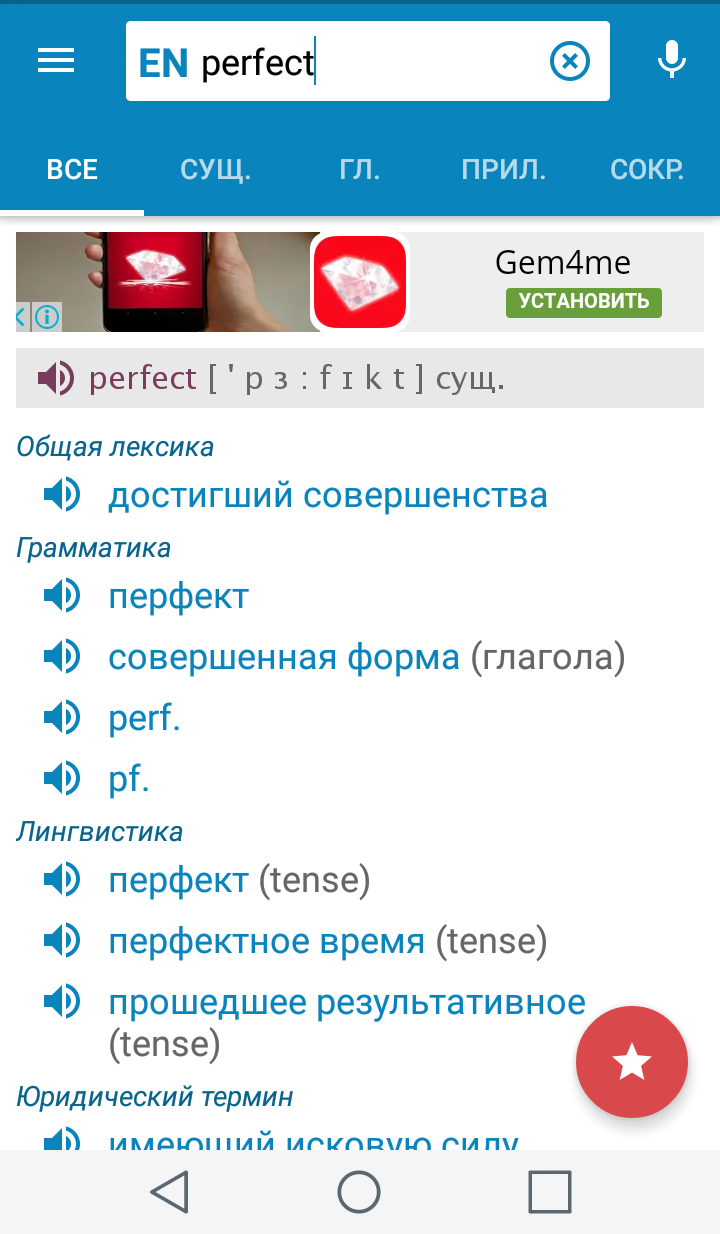 EN perfect
ВСЕ СУЩ. ГЛ. ПРИЛ. СОКР.
Gem4me
УСТАНОВИТЬ
perfect [ ' p ɜ : f ɪ k t ] сущ.
Общая лексика
достигший совершенства
Грамматика
перфект
совершенная форма (глагола)
perf.
pf.
Лингвистика
перфект (tense)
перфектное время (tense)
прошедшее результативное
(tense)
Юридический термин
имеющий исковую силу